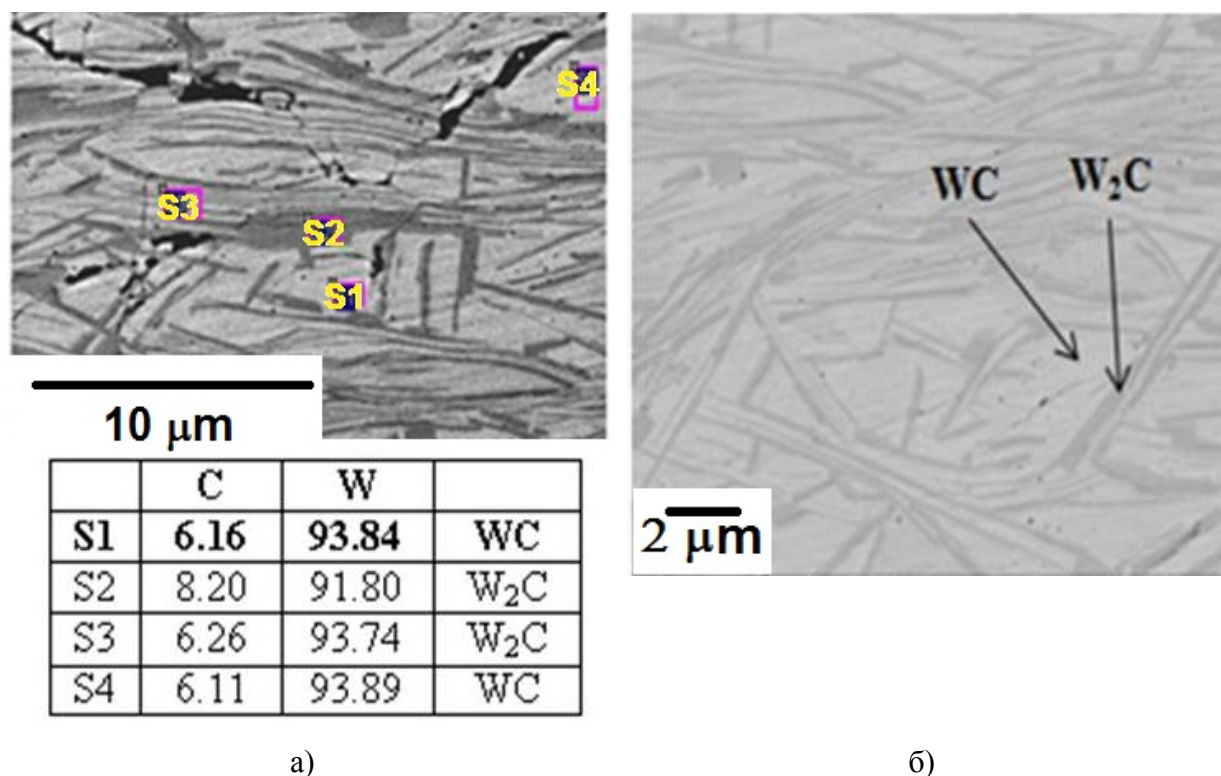 S4
S3
S2
S1
10 μm
C W
S1 6.16 93.84 WC
S2 8.20 91.80 W₂C
S3 6.26 93.74 W₂C
S4 6.11 93.89 WC
а)
WC W₂C
2 μm
б)